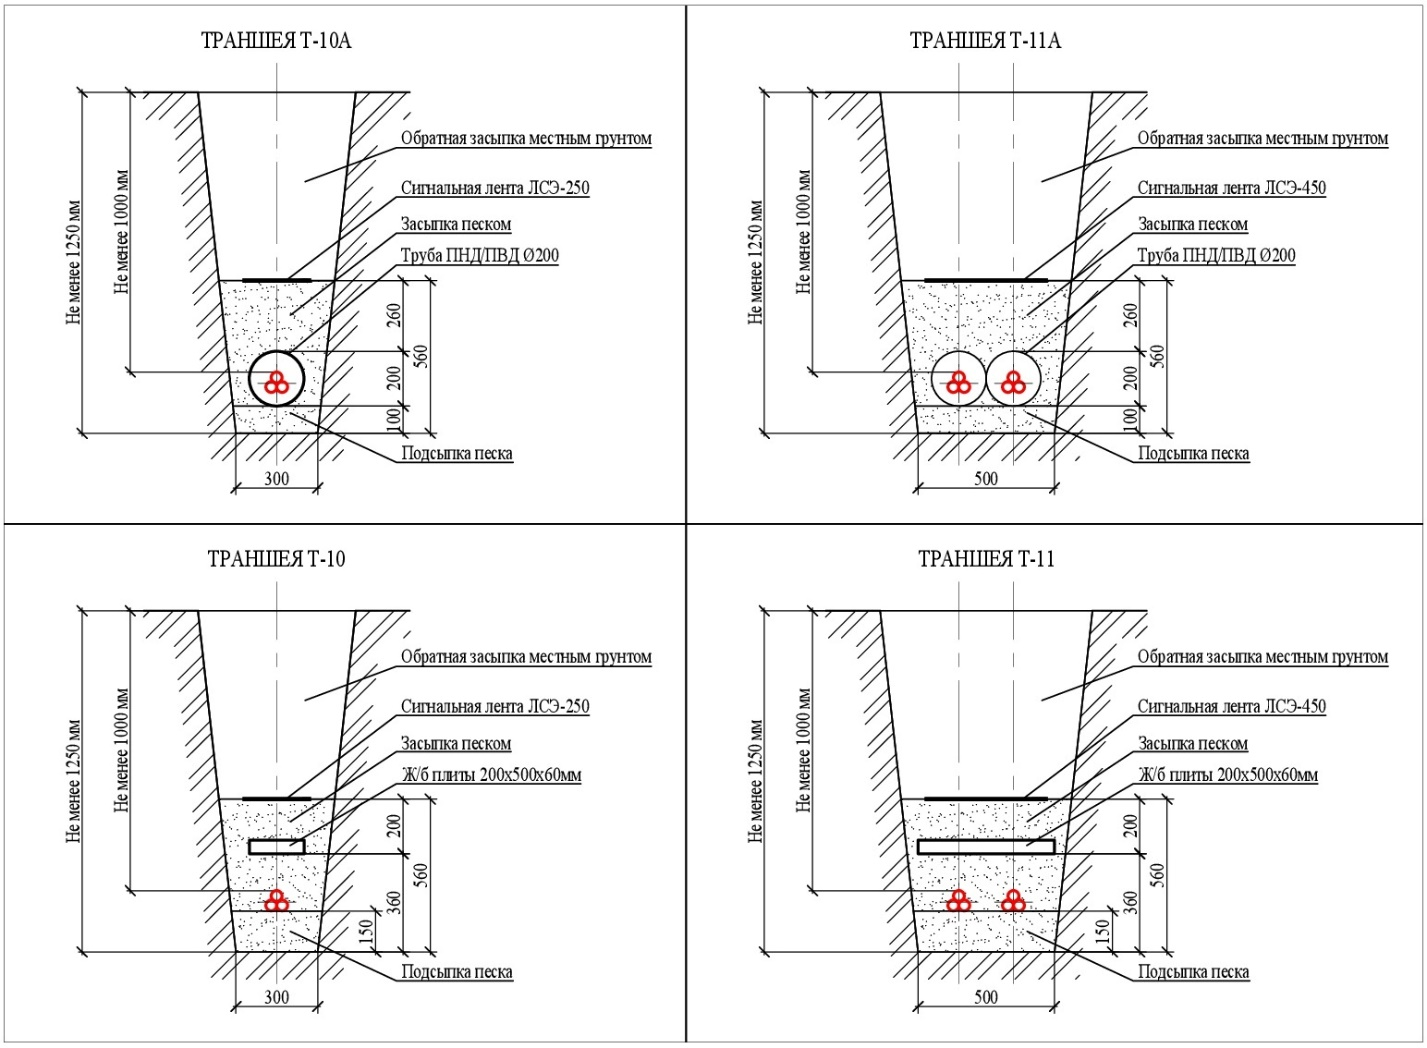 ТРАНШЕЯ Т-10А
Обратная засыпка местным грунтом
Сигнальная лента ЛСЭ-250
Засыпка песком
Труба ПНД/ПВД Ø200
Не менее 1250 мм
Не менее 1000 мм
260
560
200
100
Подсыпка песка
300
ТРАНШЕЯ Т-11А
Обратная засыпка местным грунтом
Сигнальная лента ЛСЭ-450
Засыпка песком
Труба ПНД/ПВД Ø200
Не менее 1250 мм
Не менее 1000 мм
260
560
200
100
Подсыпка песка
500
ТРАНШЕЯ Т-10
Обратная засыпка местным грунтом
Сигнальная лента ЛСЭ-250
Засыпка песком
Ж/б плиты 200х500х60мм
Не менее 1250 мм
Не менее 1000 мм
200
560
360
150
Подсыпка песка
300
ТРАНШЕЯ Т-11
Обратная засыпка местным грунтом
Сигнальная лента ЛСЭ-450
Засыпка песком
Ж/б плиты 200х500х60мм
Не менее 1250 мм
Не менее 1000 мм
200
560
360
150
Подсыпка песка
500